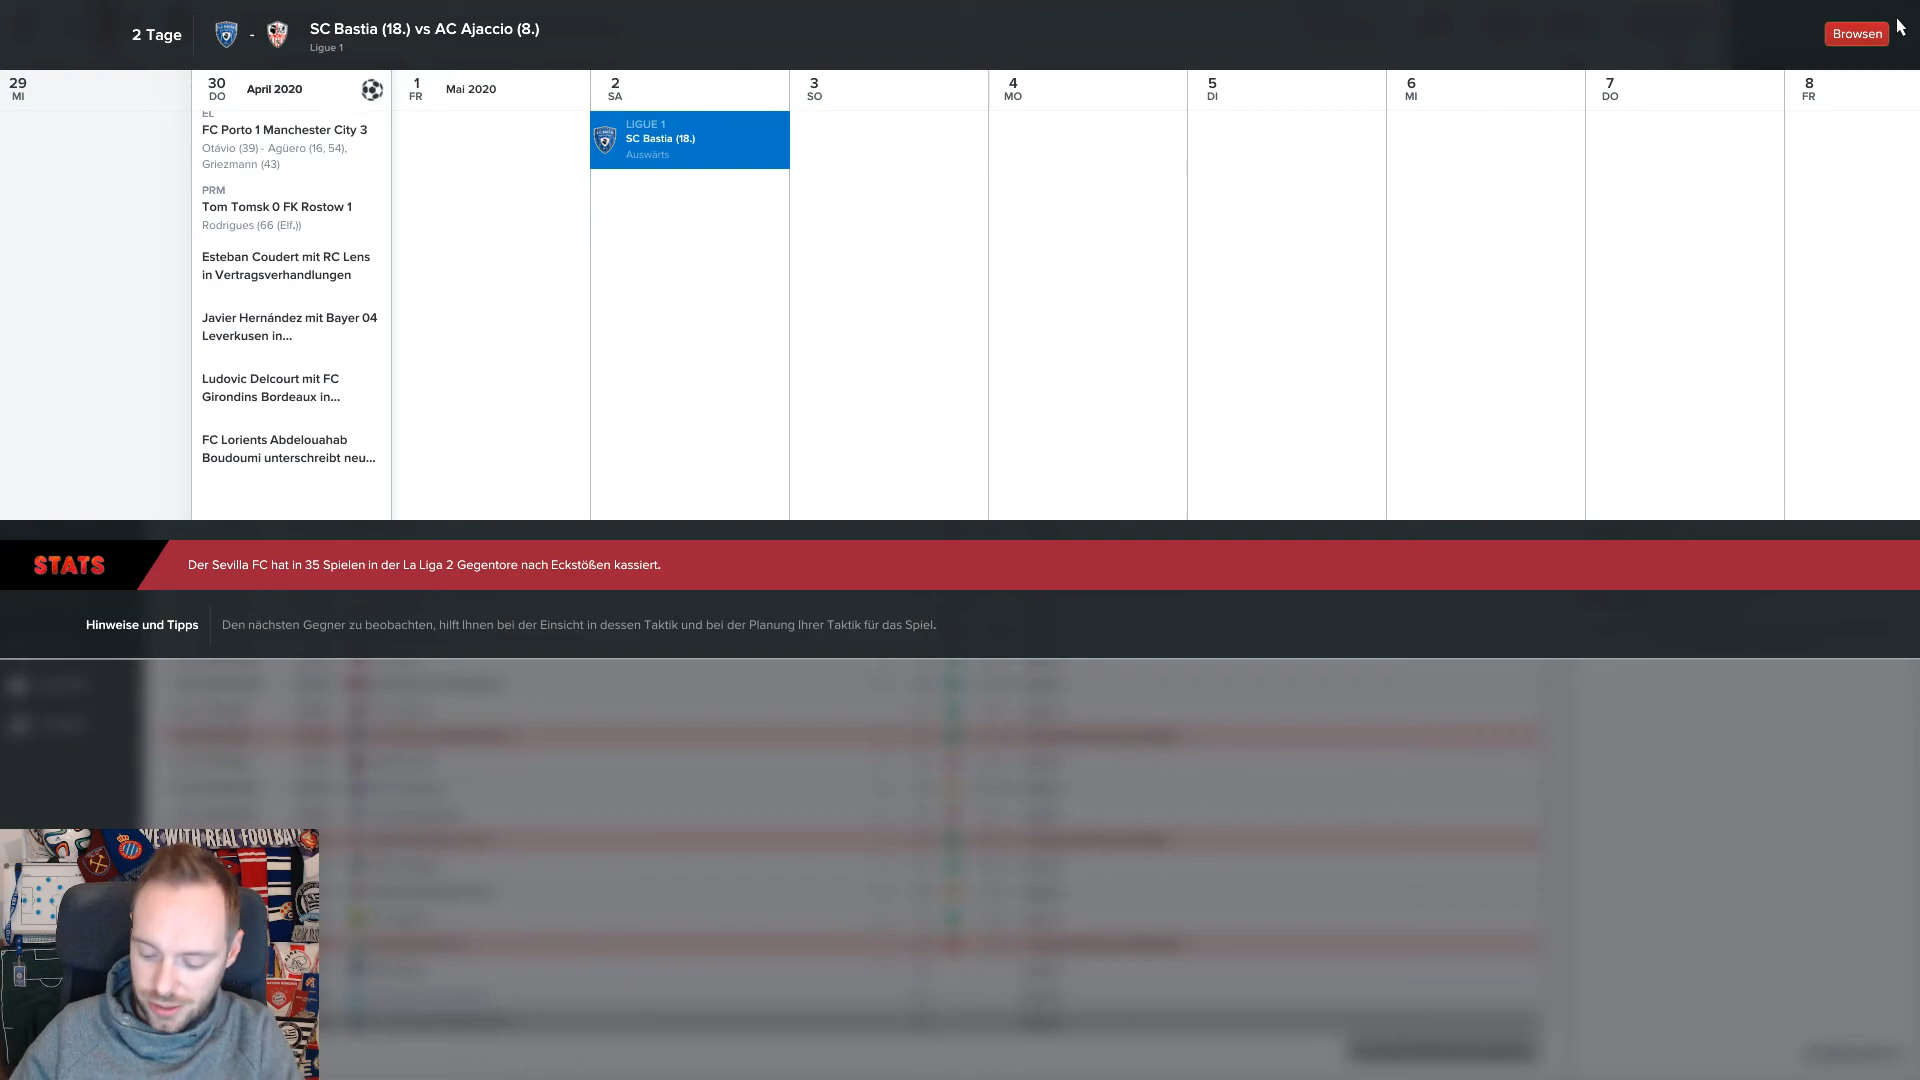 2 Tage
-
SC Bastia (18.) vs AC Ajaccio (8.)
Ligue 1
Browsen
29
MI
30
DO
April 2020
1
FR
Mai 2020
2
SA
3
SO
4
MO
5
DI
6
MI
7
DO
8
FR
EL
FC Porto 1 Manchester City 3
Otávio (39) - Agüero (16, 54),
Griezmann (43)
PRM
Tom Tomsk 0 FK Rostow 1
Rodrigues (66 (Elf.))
Esteban Coudert mit RC Lens
in Vertragsverhandlungen
Javier Hernández mit Bayer 04
Leverkusen in...
Ludovic Delcourt mit FC
Girondins Bordeaux in...
FC Lorients Abdelouahab
Boudoumi unterschreibt neu...
LIGUE 1
SC Bastia (18.)
Auswärts
STATS
Der Sevilla FC hat in 35 Spielen in der La Liga 2 Gegentore nach Eckstößen kassiert.
Hinweise und Tipps
Den nächsten Gegner zu beobachten, hilft Ihnen bei der Einsicht in dessen Taktik und bei der Planung Ihrer Taktik für das Spiel.
VE WITH REAL FOOTBAL